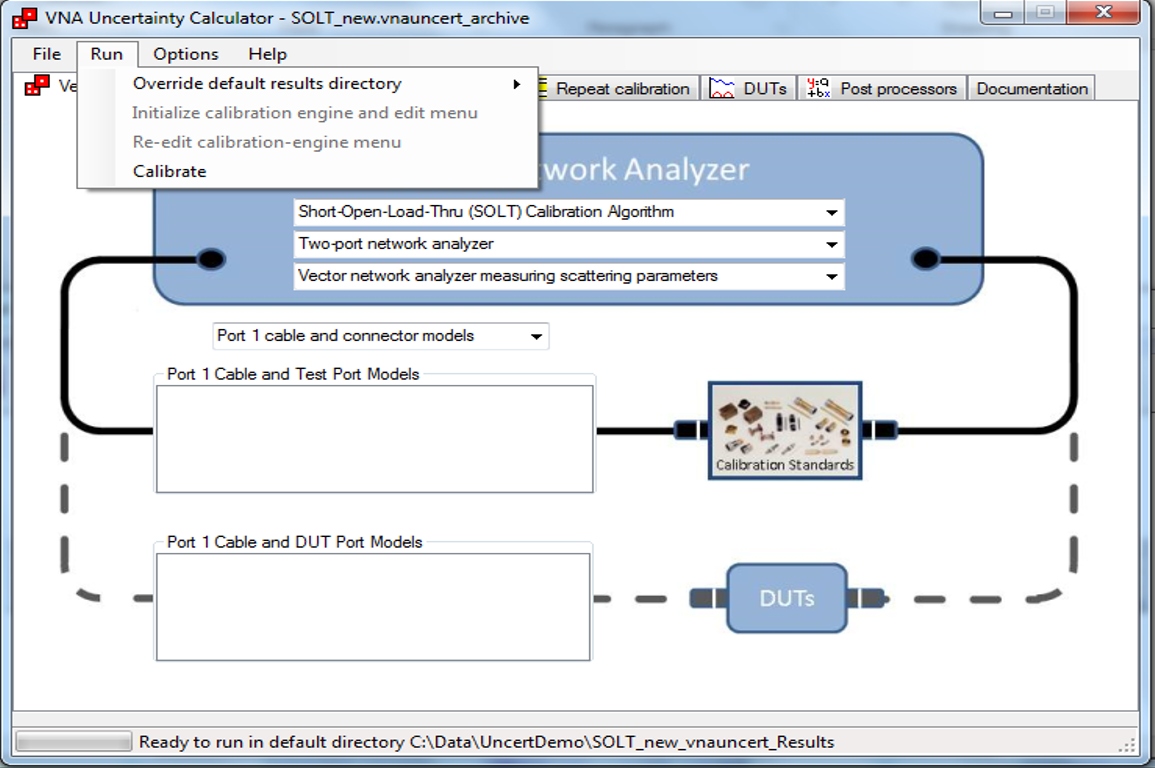 VNA Uncertainty Calculator - SOLT_new.vnauncert_archive
File Run Options Help
Override default results directory
Initialize calibration engine and edit menu
Re-edit calibration-engine menu
Calibrate
Repeat calibration DUTs Post processors Documentation
Analyzer
Short-Open-Load-Thru (SOLT) Calibration Algorithm
Two-port network analyzer
Vector network analyzer measuring scattering parameters
Port 1 cable and connector models
Port 1 Cable and Test Port Models
Calibration Standards
Port 1 Cable and DUT Port Models
DUTs
Ready to run in default directory C:\Data\UncertDemo\SOLT_new_vnauncert_Results